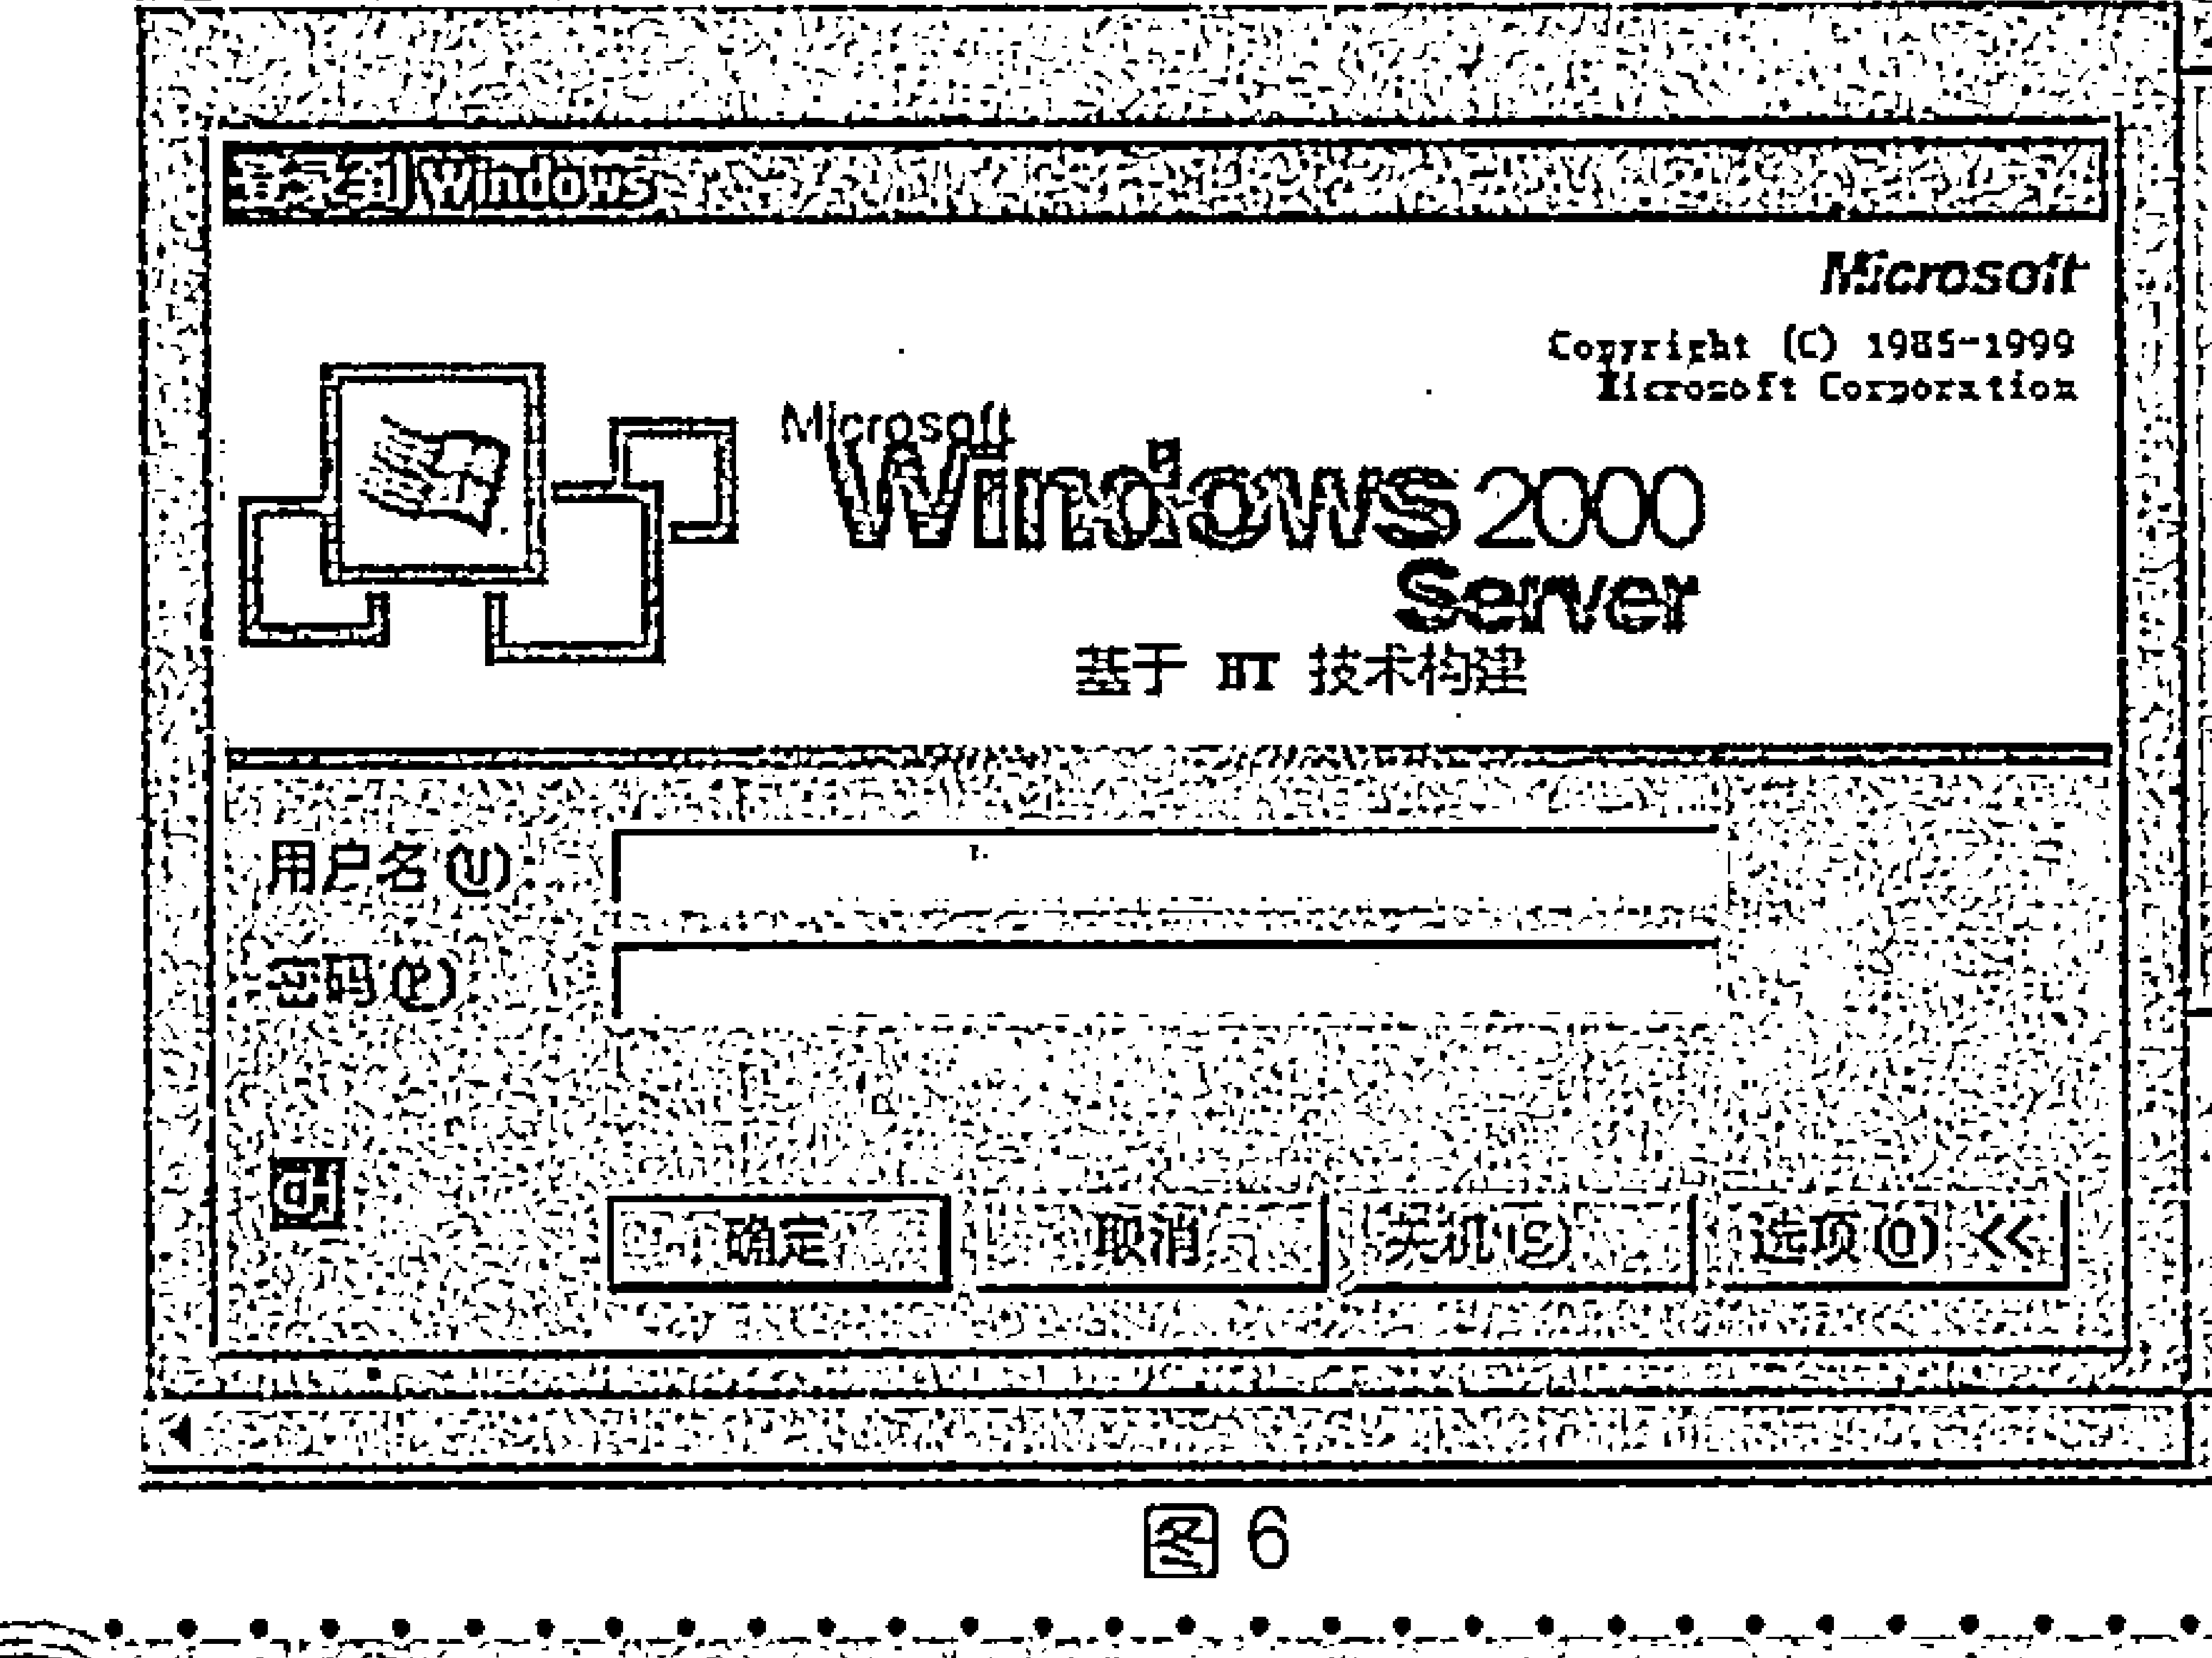 登录到 Windows
Microsoft
Copyright (C) 1985-1999
Microsoft Corporation
Microsoft
Windows 2000
Server
基于 NT 技术构建
用户名(U)
密码(P)
确定
取消
关机(S)
选项(O) <<
图 6